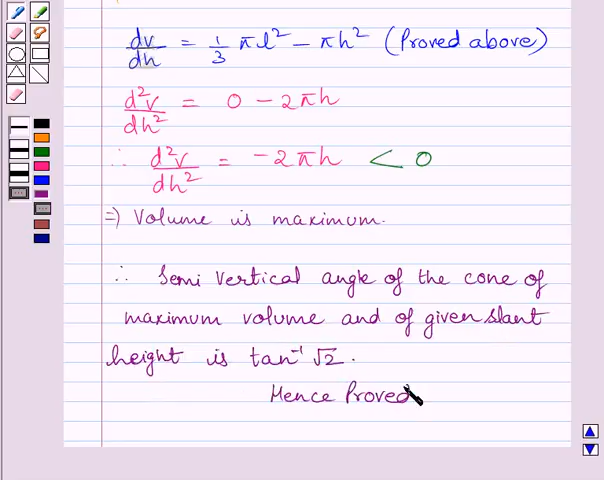 dv/dh = 1/3 πl² − πh² (Proved above)
d²v/dh² = 0 − 2πh
∴ d²v/dh² = −2πh < 0
=) Volume is maximum.
∴ Semi vertical angle of the cone of
maximum volume and of given slant
height is tan⁻¹ √2.
Hence Proved